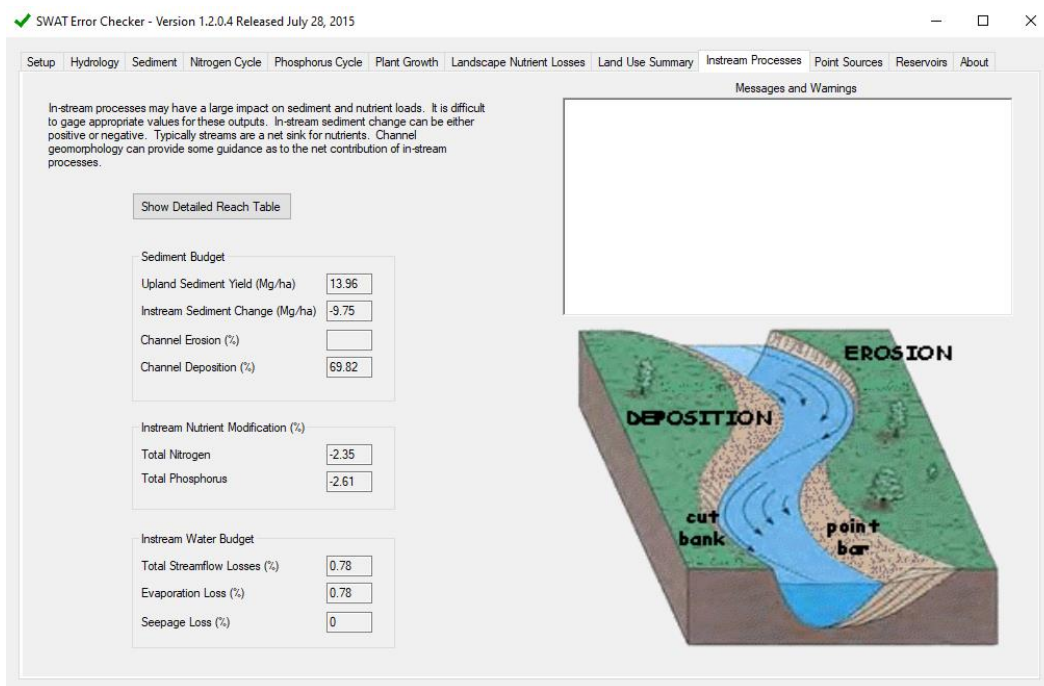 SWAT Error Checker - Version 1.2.0.4 Released July 28, 2015
Setup Hydrology Sediment Nitrogen Cycle Phosphorus Cycle Plant Growth Landscape Nutrient Losses Land Use Summary Instream Processes Point Sources Reservoirs About
In-stream processes may have a large impact on sediment and nutrient loads. It is difficult
to gage appropriate values for these outputs. In-stream sediment change can be either
positive or negative. Typically streams are a net sink for nutrients. Channel
geomorphology can provide some guidance as to the net contribution of in-stream
processes.
Show Detailed Reach Table
Sediment Budget
Upland Sediment Yield (Mg/ha) 13.96
Instream Sediment Change (Mg/ha) -9.75
Channel Erosion (%)
Channel Deposition (%) 69.82
Instream Nutrient Modification (%)
Total Nitrogen -2.35
Total Phosphorus -2.61
Instream Water Budget
Total Streamflow Losses (%) 0.78
Evaporation Loss (%) 0.78
Seepage Loss (%) 0
Messages and Warnings
EROSION
DEPOSITION
cut
bank
point
bar